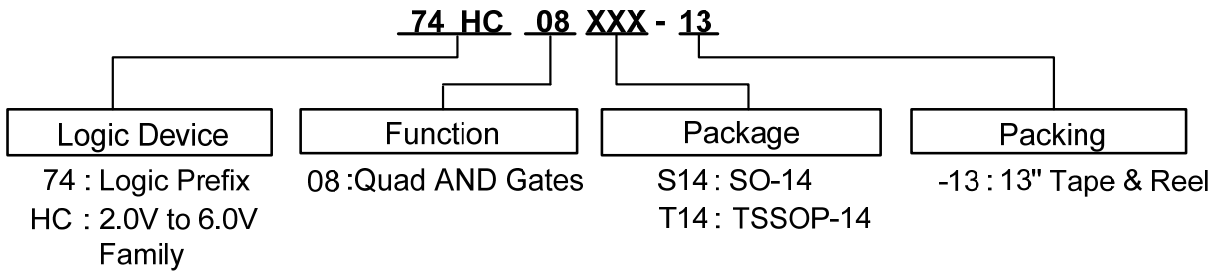 74 HC 08 XXX - 13
Logic Device
Function
Package
Packing
74 : Logic Prefix
HC : 2.0V to 6.0V
Family
08 :Quad AND Gates
S14 : SO-14
T14 : TSSOP-14
-13 : 13" Tape & Reel